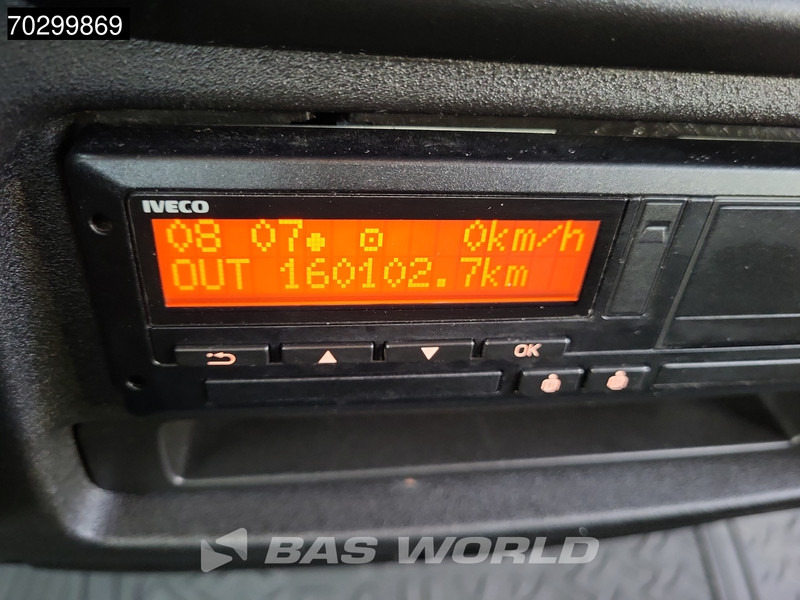 70299869
IVECO
08 07 0km/h
OUT 160102.7km
OK
BAS WORLD